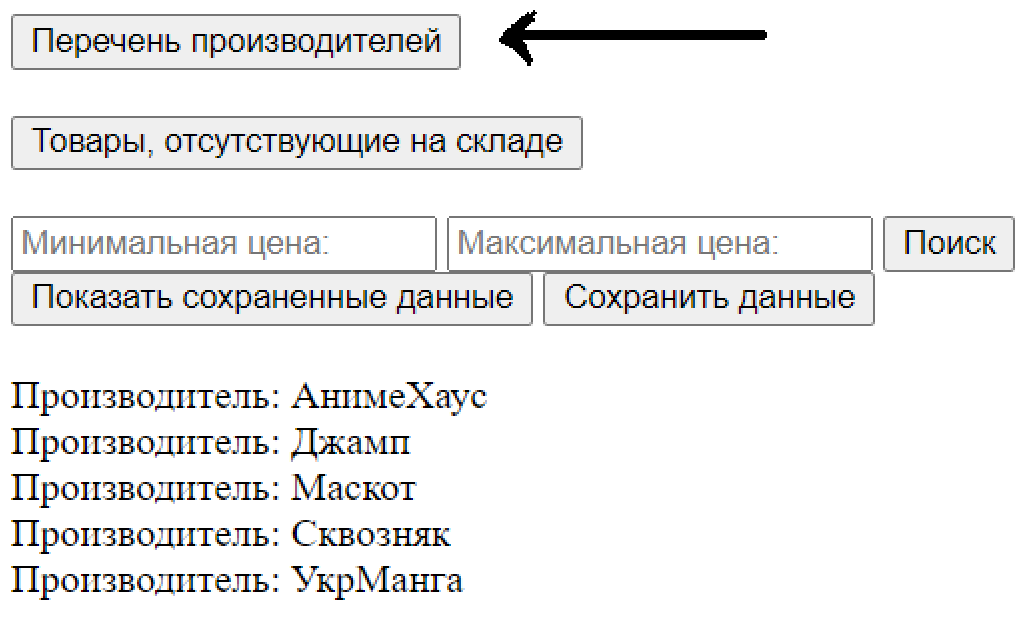 Перечень производителей
Товары, отсутствующие на складе
Минимальная цена: Максимальная цена: Поиск
Показать сохраненные данные Сохранить данные
Производитель: АнимеХаус
Производитель: Джамп
Производитель: Маскот
Производитель: Сквозняк
Производитель: УкрМанга